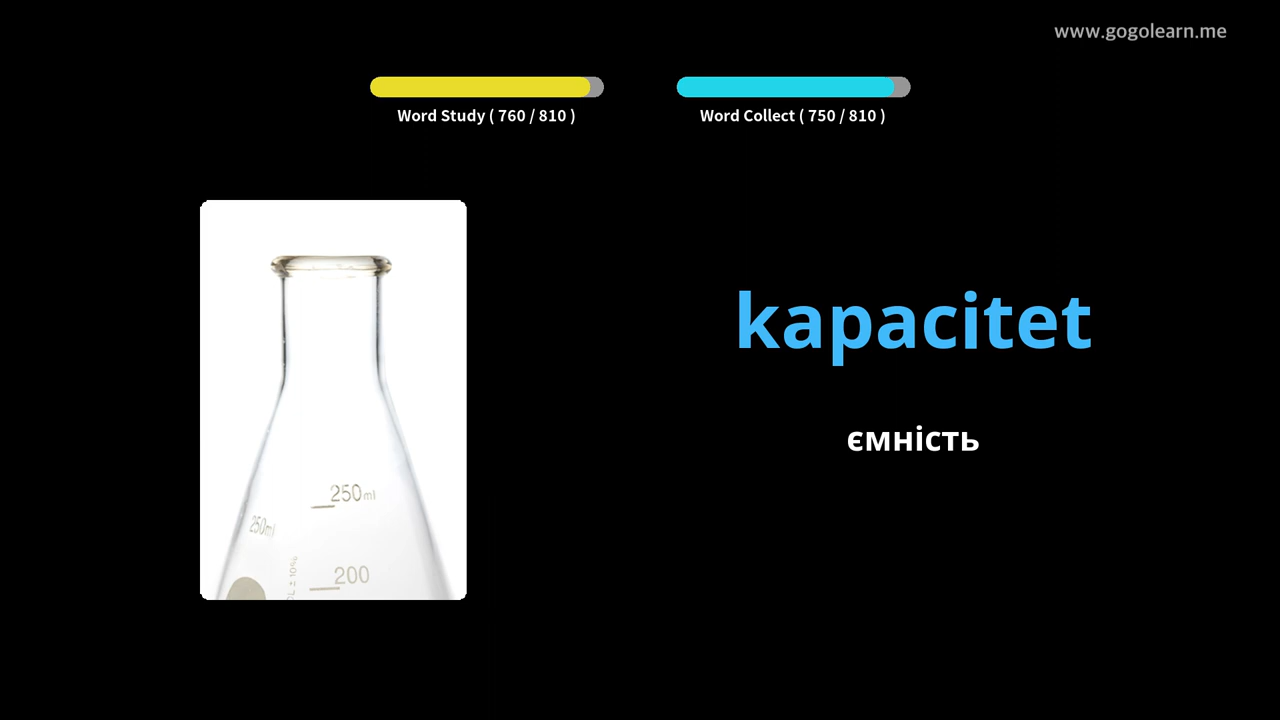 www.gogolearn.me
Word Study ( 760 / 810 )
Word Collect ( 750 / 810 )
kapacitet
ємність
250ml
250ml
200